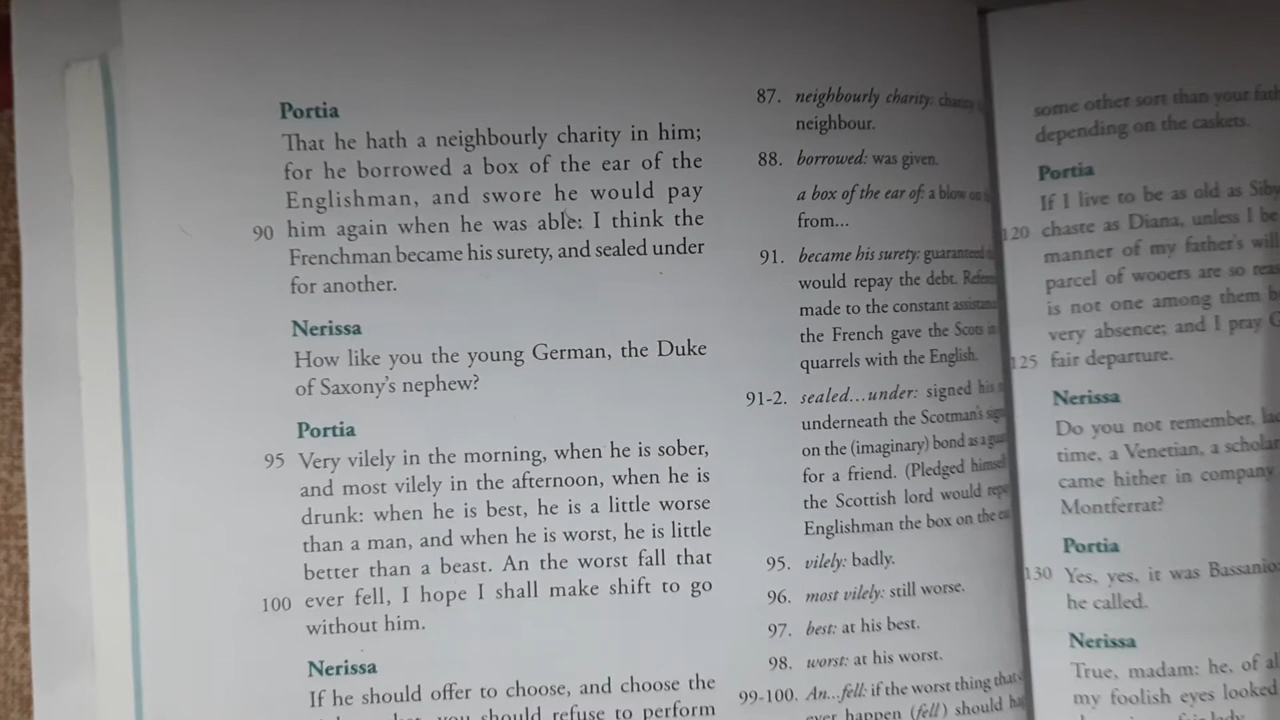 Portia
That he hath a neighbourly charity in him;
for he borrowed a box of the ear of the
Englishman, and swore he would pay
90 him again when he was able: I think the
Frenchman became his surety, and sealed under
for another.
Nerissa
How like you the young German, the Duke
of Saxony's nephew?
Portia
95 Very vilely in the morning, when he is sober,
and most vilely in the afternoon, when he is
drunk: when he is best, he is a little worse
than a man, and when he is worst, he is little
better than a beast. An the worst fall that
100 ever fell, I hope I shall make shift to go
without him.
Nerissa
If he should offer to choose, and choose the
should refuse to perform
87. neighbourly charity: charity
neighbour.
88. borrowed: was given.
a box of the ear of: a blow on
from...
91. became his surety: guaranteed
would repay the debt.
made to the constant
the French gave the Scots in
quarrels with the English.
91-2. sealed...under: signed his
underneath the Scotman's
on the (imaginary) bond as a
for a friend. (Pledged
the Scottish lord would
Englishman the box on the
95. vilely: badly.
96. most vilely: still worse.
97. best: at his best.
98. worst: at his worst.
99-100. An...fell: if the worst thing that
ever happen (fell) should
some other sort than your
depending on the caskets.
Portia
If I live to be as old as
120 chaste as Diana, unless I
manner of my father's
parcel of wooers are so
is not one among them
very absence; and I pray
125 fair departure.
Nerissa
Do you not remember,
time, a Venetian, a
came hither in company
Montferrat?
Portia
130 Yes, yes, it was
he called.
Nerissa
True, madam: he, of
my foolish eyes looked